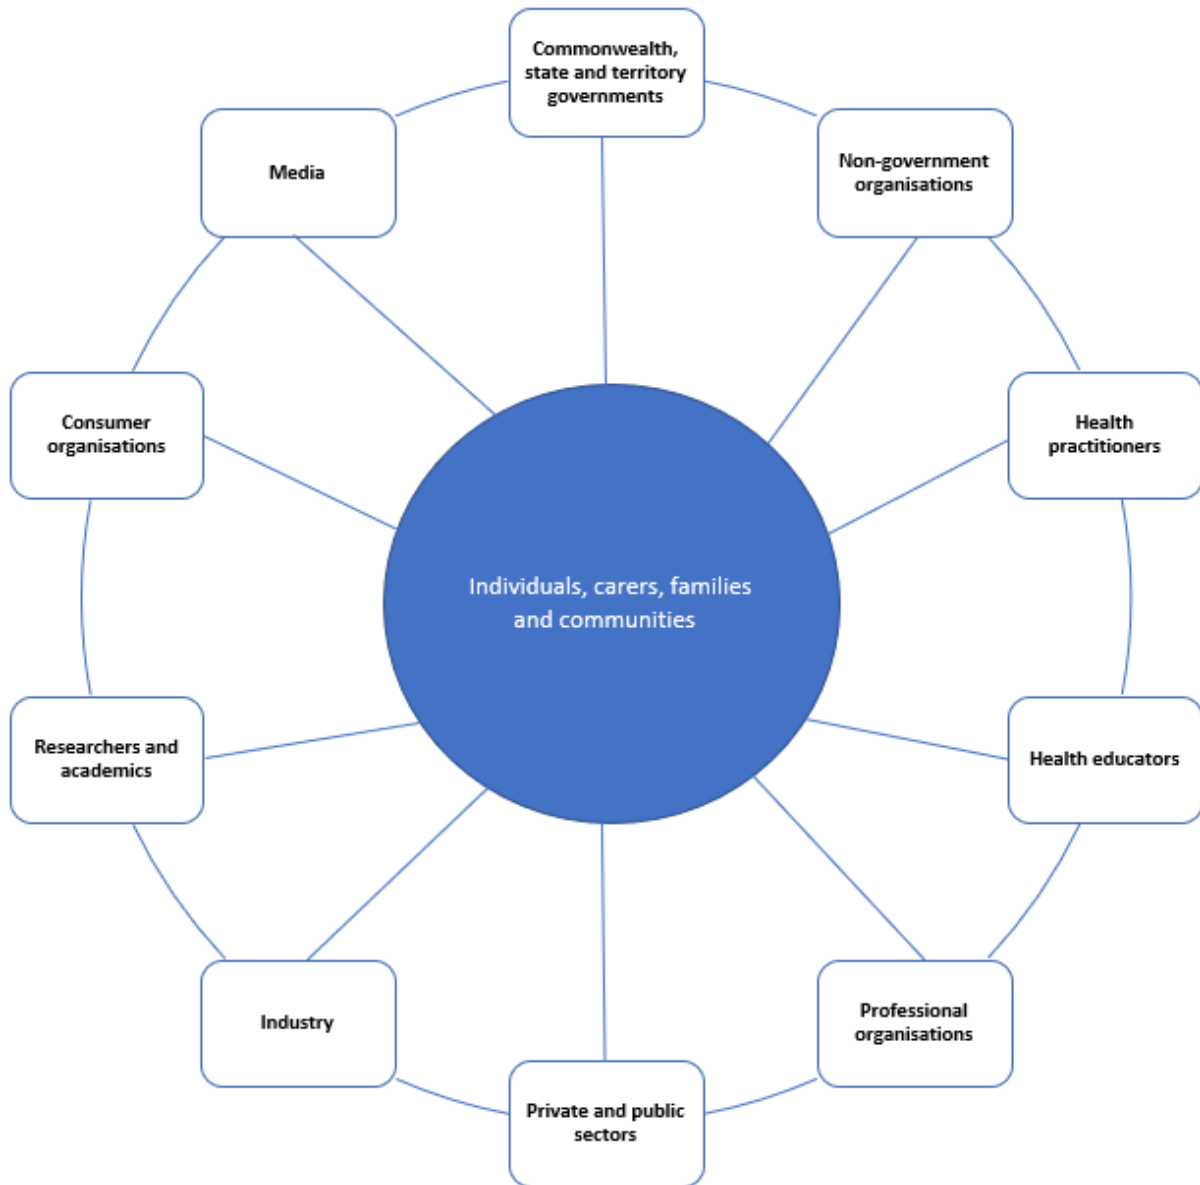 Commonwealth,
state and territory
governments
Non-government
organisations
Health
practitioners
Health educators
Professional
organisations
Private and public
sectors
Industry
Researchers and
academics
Consumer
organisations
Media
Individuals, carers, families
and communities